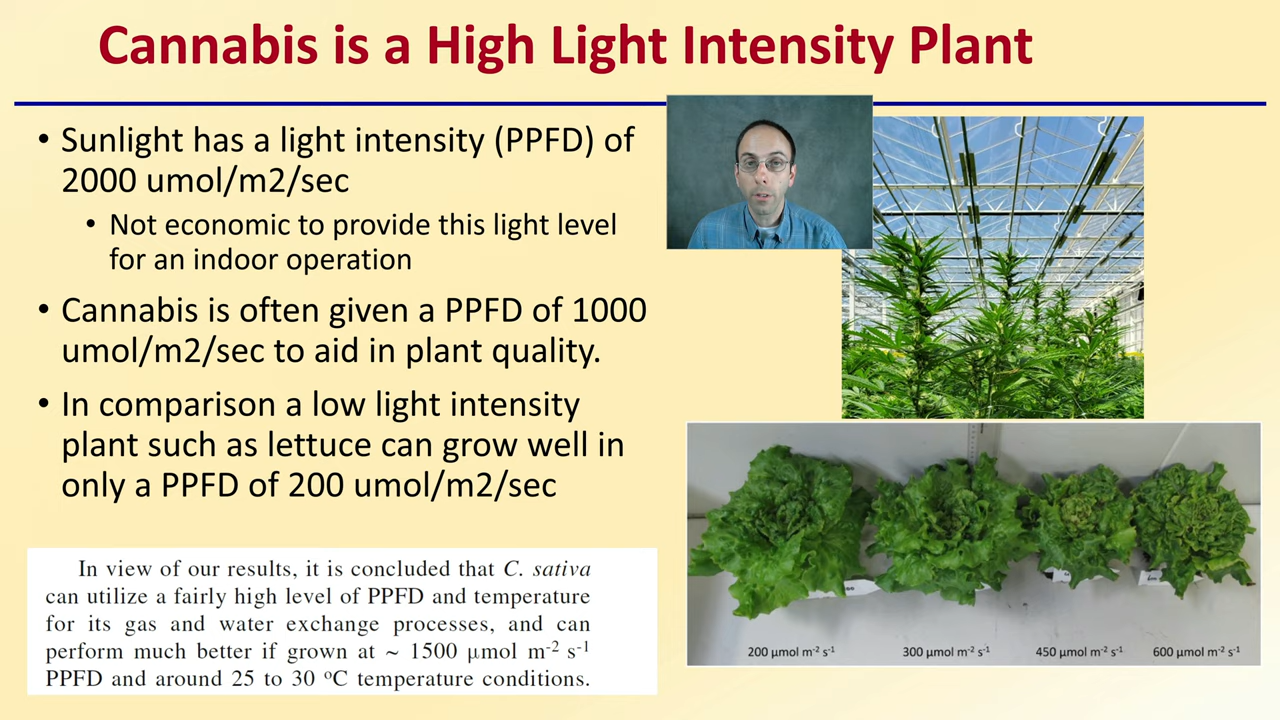 Cannabis is a High Light Intensity Plant
• Sunlight has a light intensity (PPFD) of
2000 umol/m2/sec
• Not economic to provide this light level
for an indoor operation
• Cannabis is often given a PPFD of 1000
umol/m2/sec to aid in plant quality.
• In comparison a low light intensity
plant such as lettuce can grow well in
only a PPFD of 200 umol/m2/sec
In view of our results, it is concluded that C. sativa
can utilize a fairly high level of PPFD and temperature
for its gas and water exchange processes, and can
perform much better if grown at ~ 1500 μmol m⁻² s⁻¹
PPFD and around 25 to 30 ºC temperature conditions.
200 μmol m⁻² s⁻¹
300 μmol m⁻² s⁻¹
450 μmol m⁻² s⁻¹
600 μmol m⁻² s⁻¹